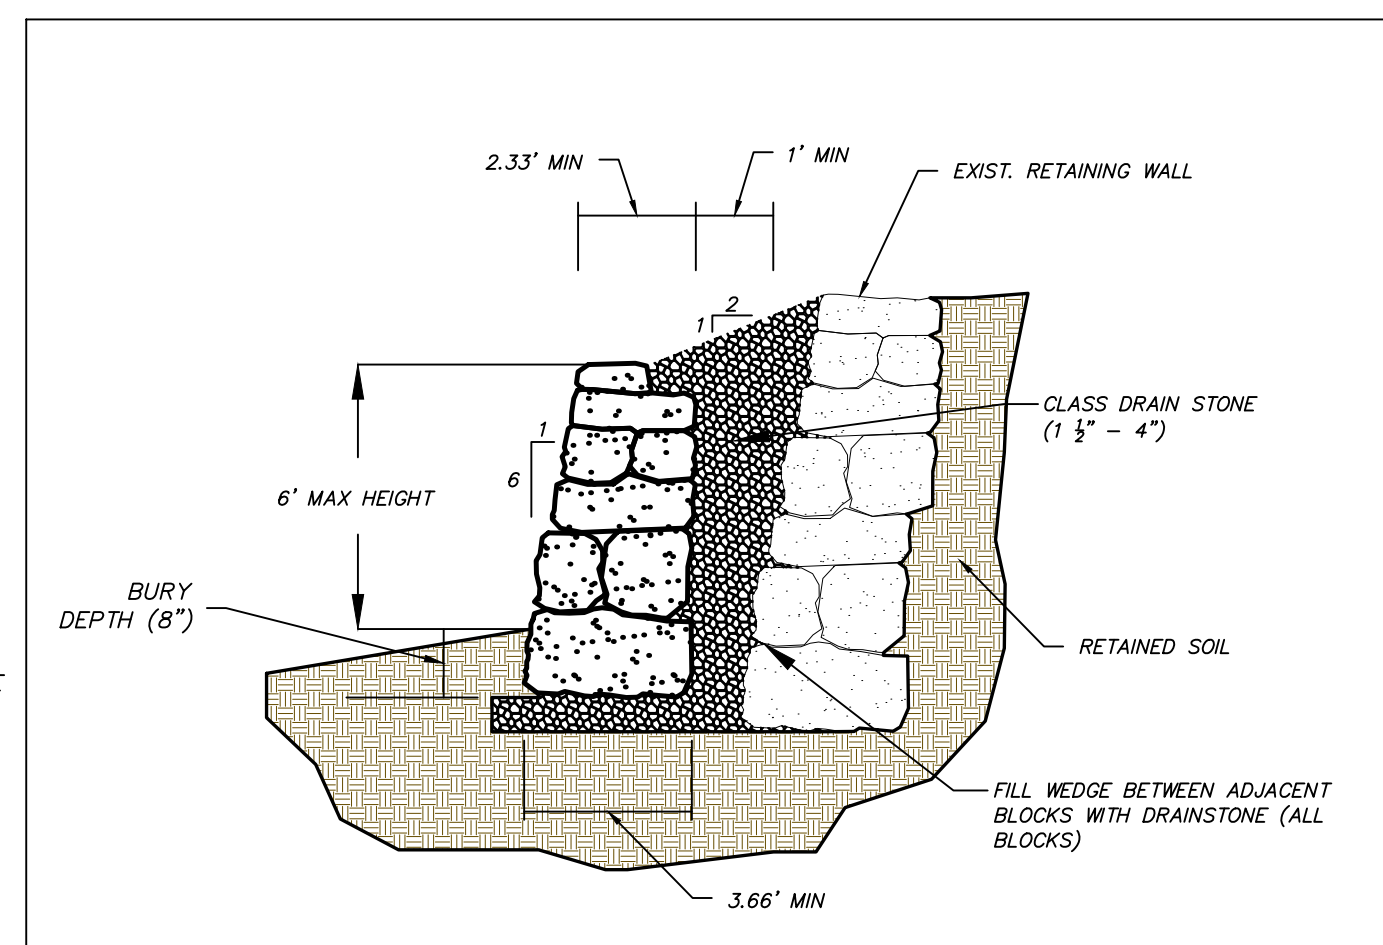 2.33' MIN
1' MIN
EXIST. RETAINING WALL
2
1
CLASS DRAIN STONE
(1 ½" - 4")
1
6
6' MAX HEIGHT
BURY
DEPTH (8")
RETAINED SOIL
FILL WEDGE BETWEEN ADJACENT
BLOCKS WITH DRAINSTONE (ALL
BLOCKS)
3.66' MIN